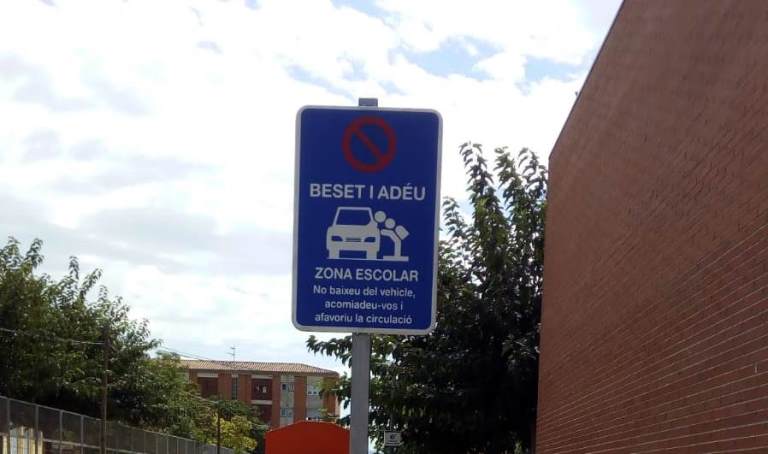 BESET I ADÉU
ZONA ESCOLAR
No baixeu del vehicle,
acomiadeu-vos i
afavoriu la circulació